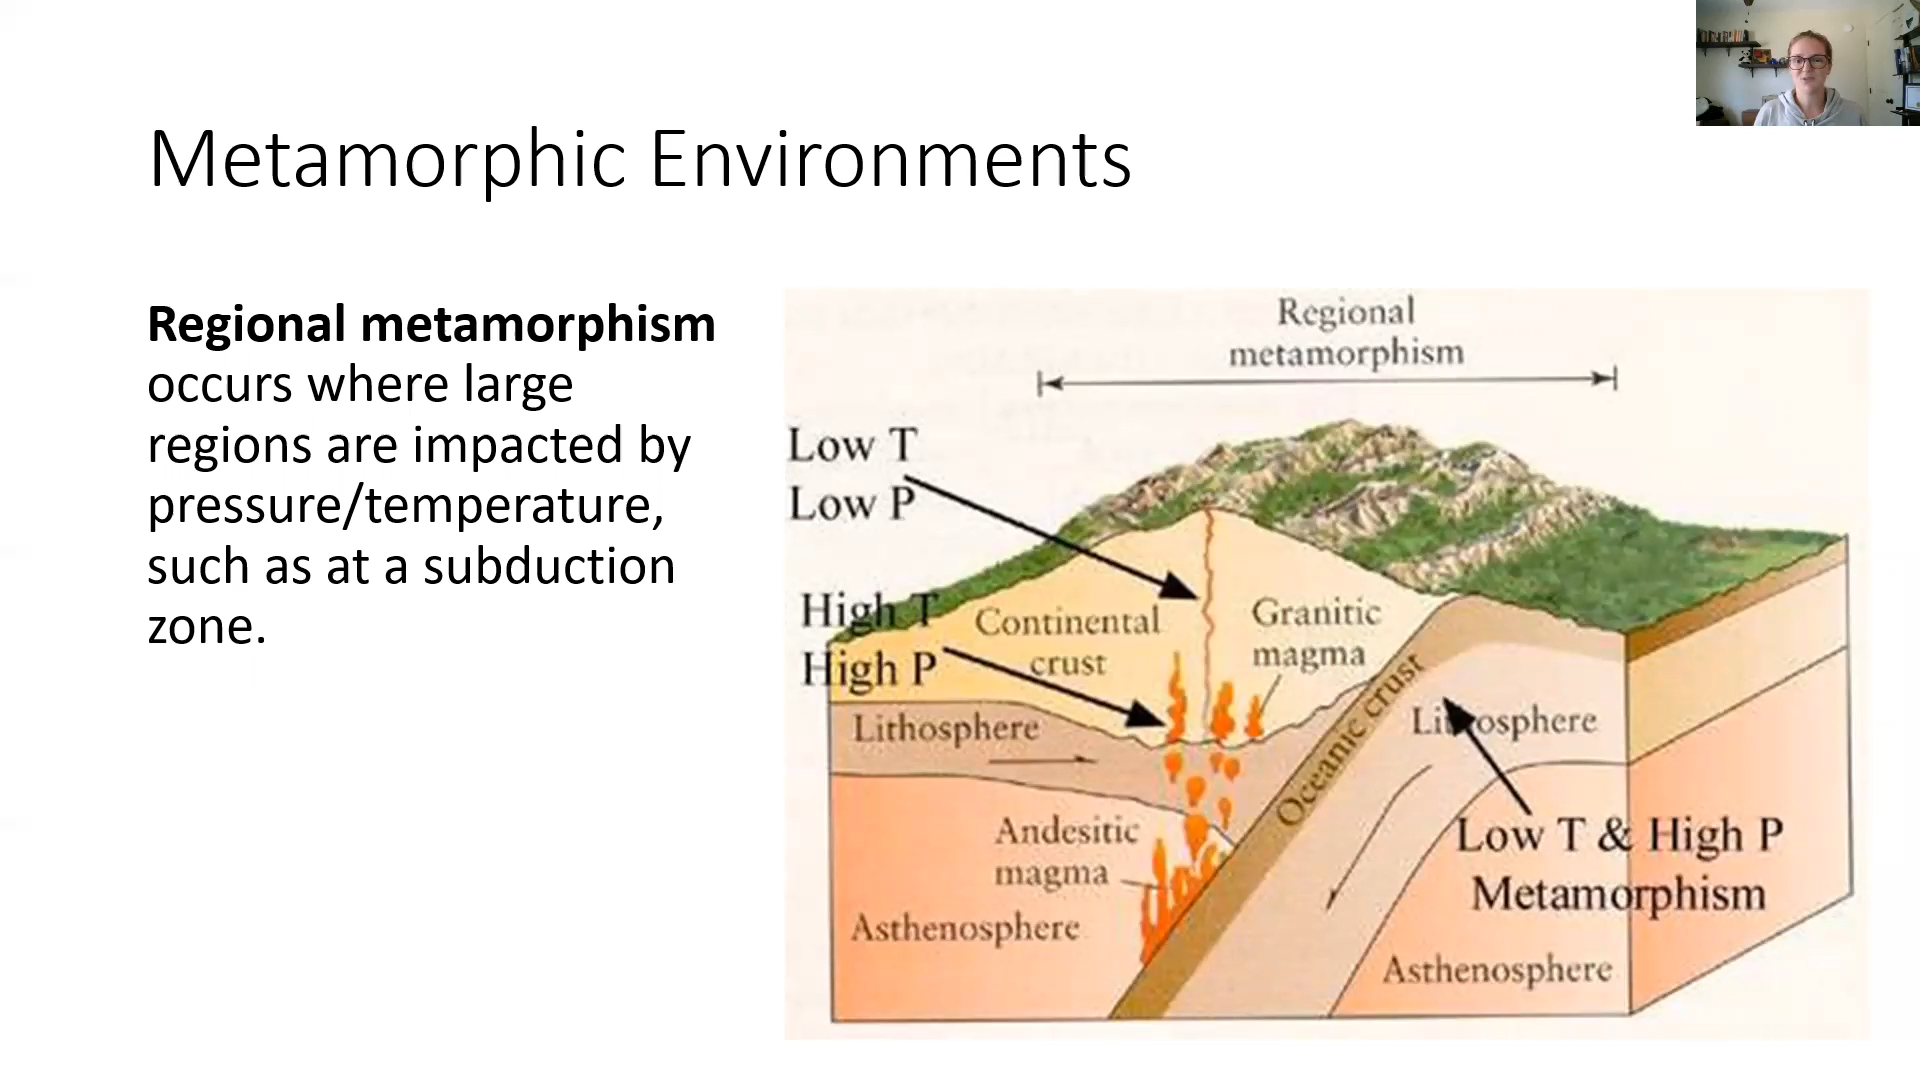 Metamorphic Environments
Regional metamorphism
occurs where large
regions are impacted by
pressure/temperature,
such as at a subduction
zone.
Regional
metamorphism
Low T
Low P
High T
High P
Continental
crust
Granitic
magma
Lithosphere
Oceanic crust
Lithosphere
Andesitic
magma
Low T & High P
Metamorphism
Asthenosphere
Asthenosphere